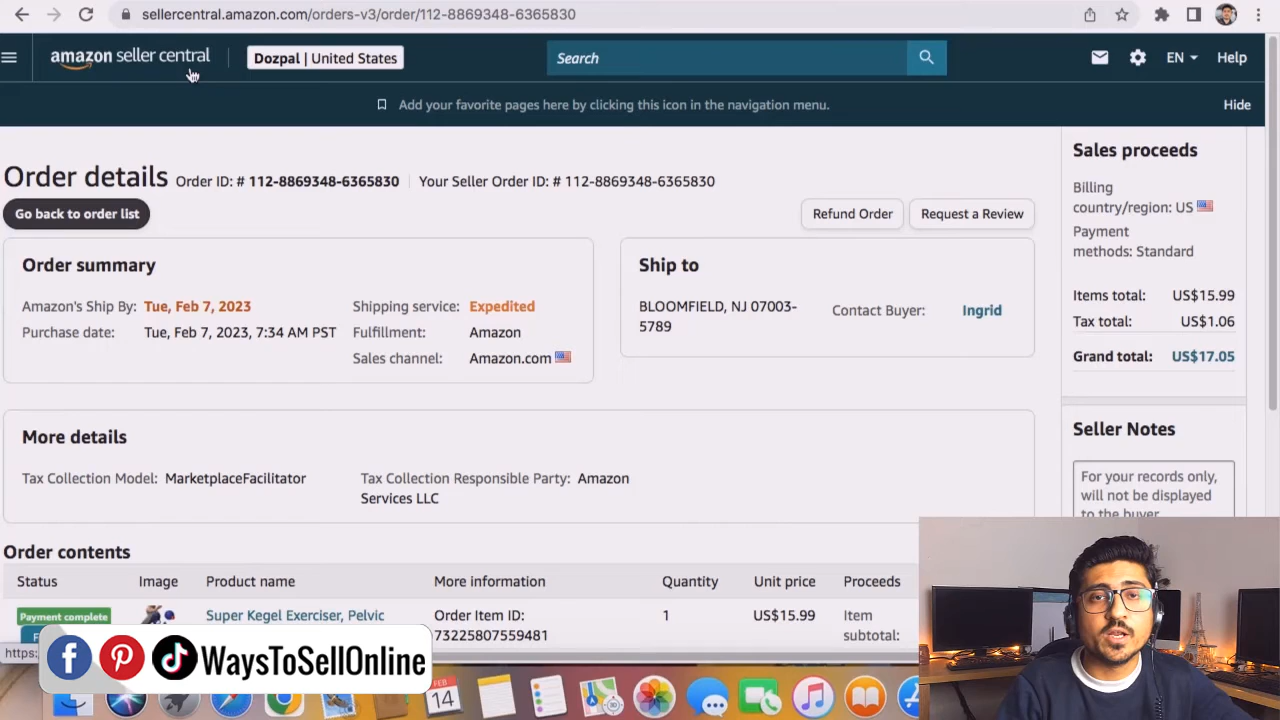 sellercentral.amazon.com/orders-v3/order/112-8869348-6365830
amazon seller central
Dozpal | United States
Search
EN
Help
Add your favorite pages here by clicking this icon in the navigation menu.
Hide
Order details
Order ID: # 112-8869348-6365830
Your Seller Order ID: # 112-8869348-6365830
Go back to order list
Refund Order
Request a Review
Order summary
Amazon's Ship By: Tue, Feb 7, 2023
Purchase date: Tue, Feb 7, 2023, 7:34 AM PST
Shipping service: Expedited
Fulfillment: Amazon
Sales channel: Amazon.com
Ship to
BLOOMFIELD, NJ 07003-
5789
Contact Buyer: Ingrid
Sales proceeds
Billing
country/region: US
Payment
methods: Standard
Items total: US$15.99
Tax total: US$1.06
Grand total: US$17.05
More details
Tax Collection Model: MarketplaceFacilitator
Tax Collection Responsible Party: Amazon
Services LLC
Seller Notes
For your records only,
will not be displayed
to the buyer
Order contents
Status Image Product name More information Quantity Unit price Proceeds
Payment complete
Super Kegel Exerciser, Pelvic
Order Item ID:
73225807559481
1
US$15.99
Item
subtotal:
https:
WaysToSellOnline
FEB
14